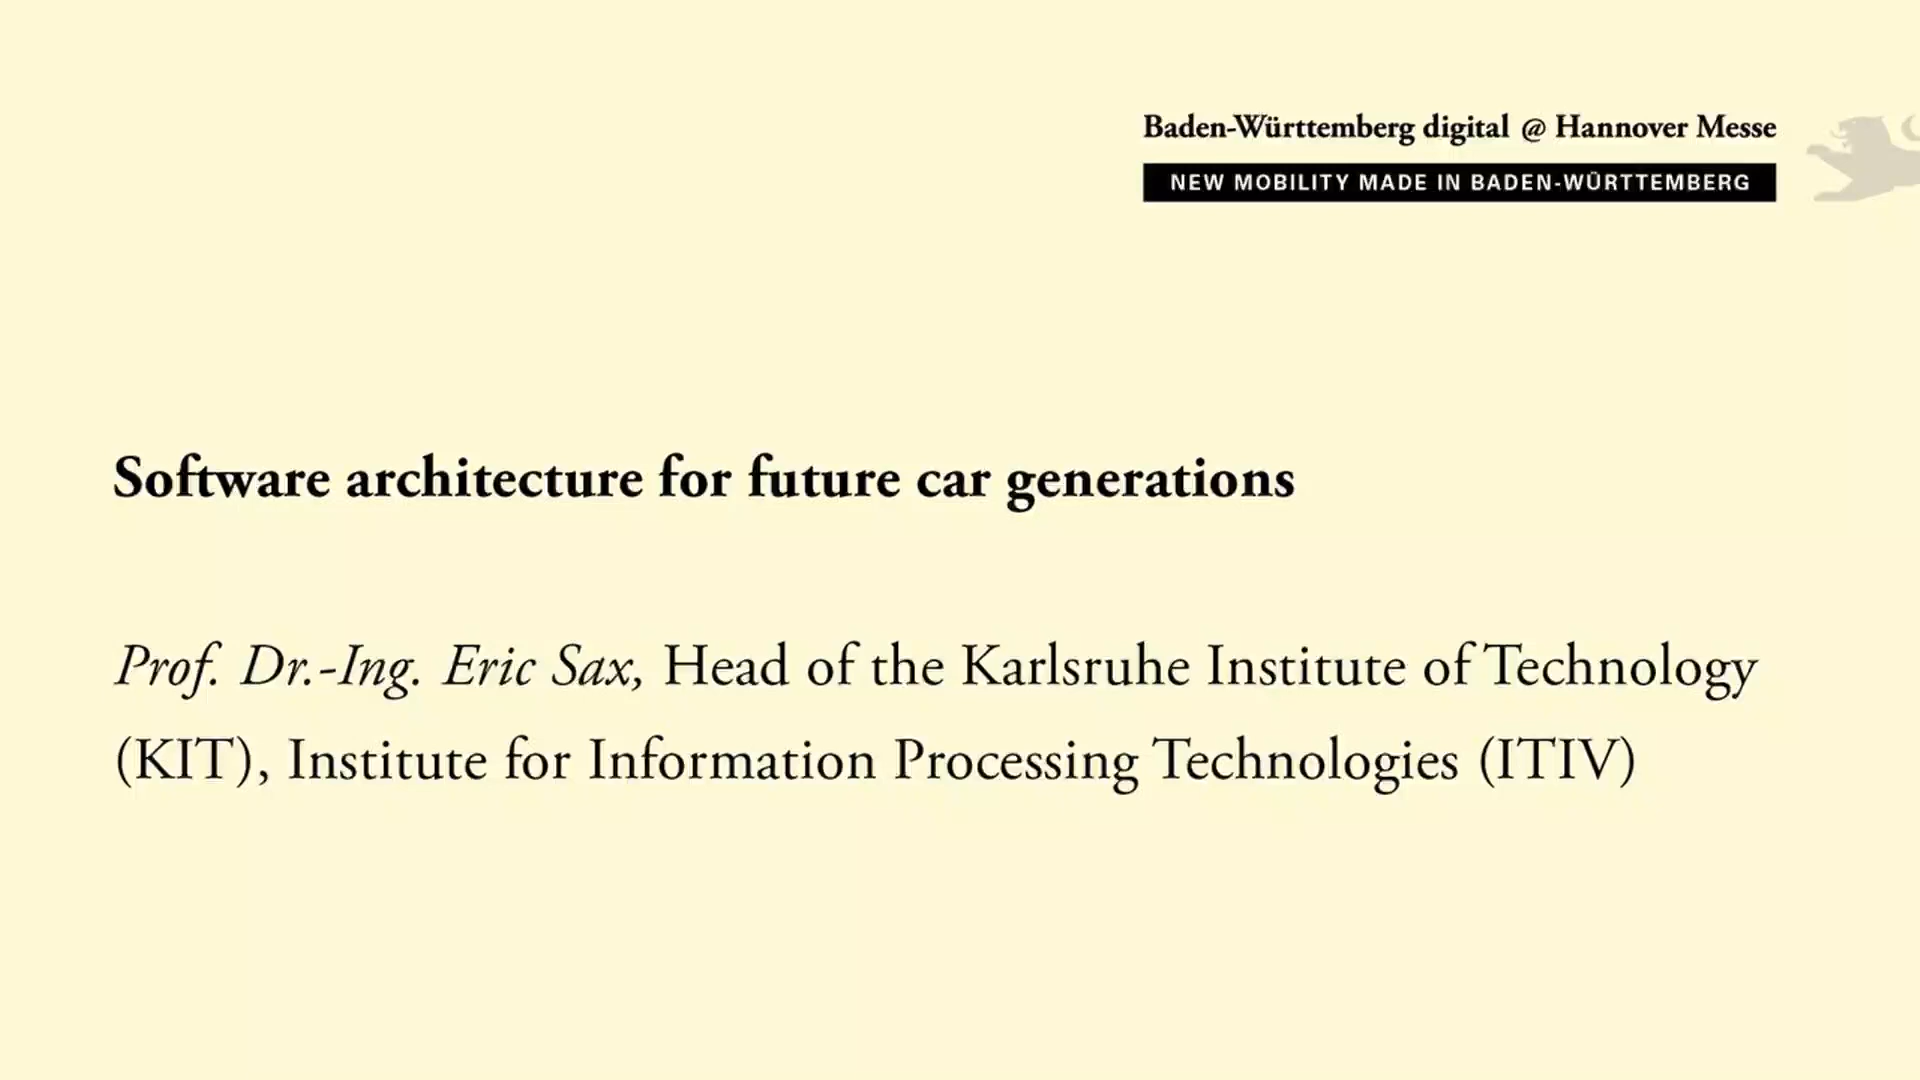 Baden-Württemberg digital @ Hannover Messe
NEW MOBILITY MADE IN BADEN-WÜRTTEMBERG
Software architecture for future car generations
Prof. Dr.-Ing. Eric Sax, Head of the Karlsruhe Institute of Technology
(KIT), Institute for Information Processing Technologies (ITIV)